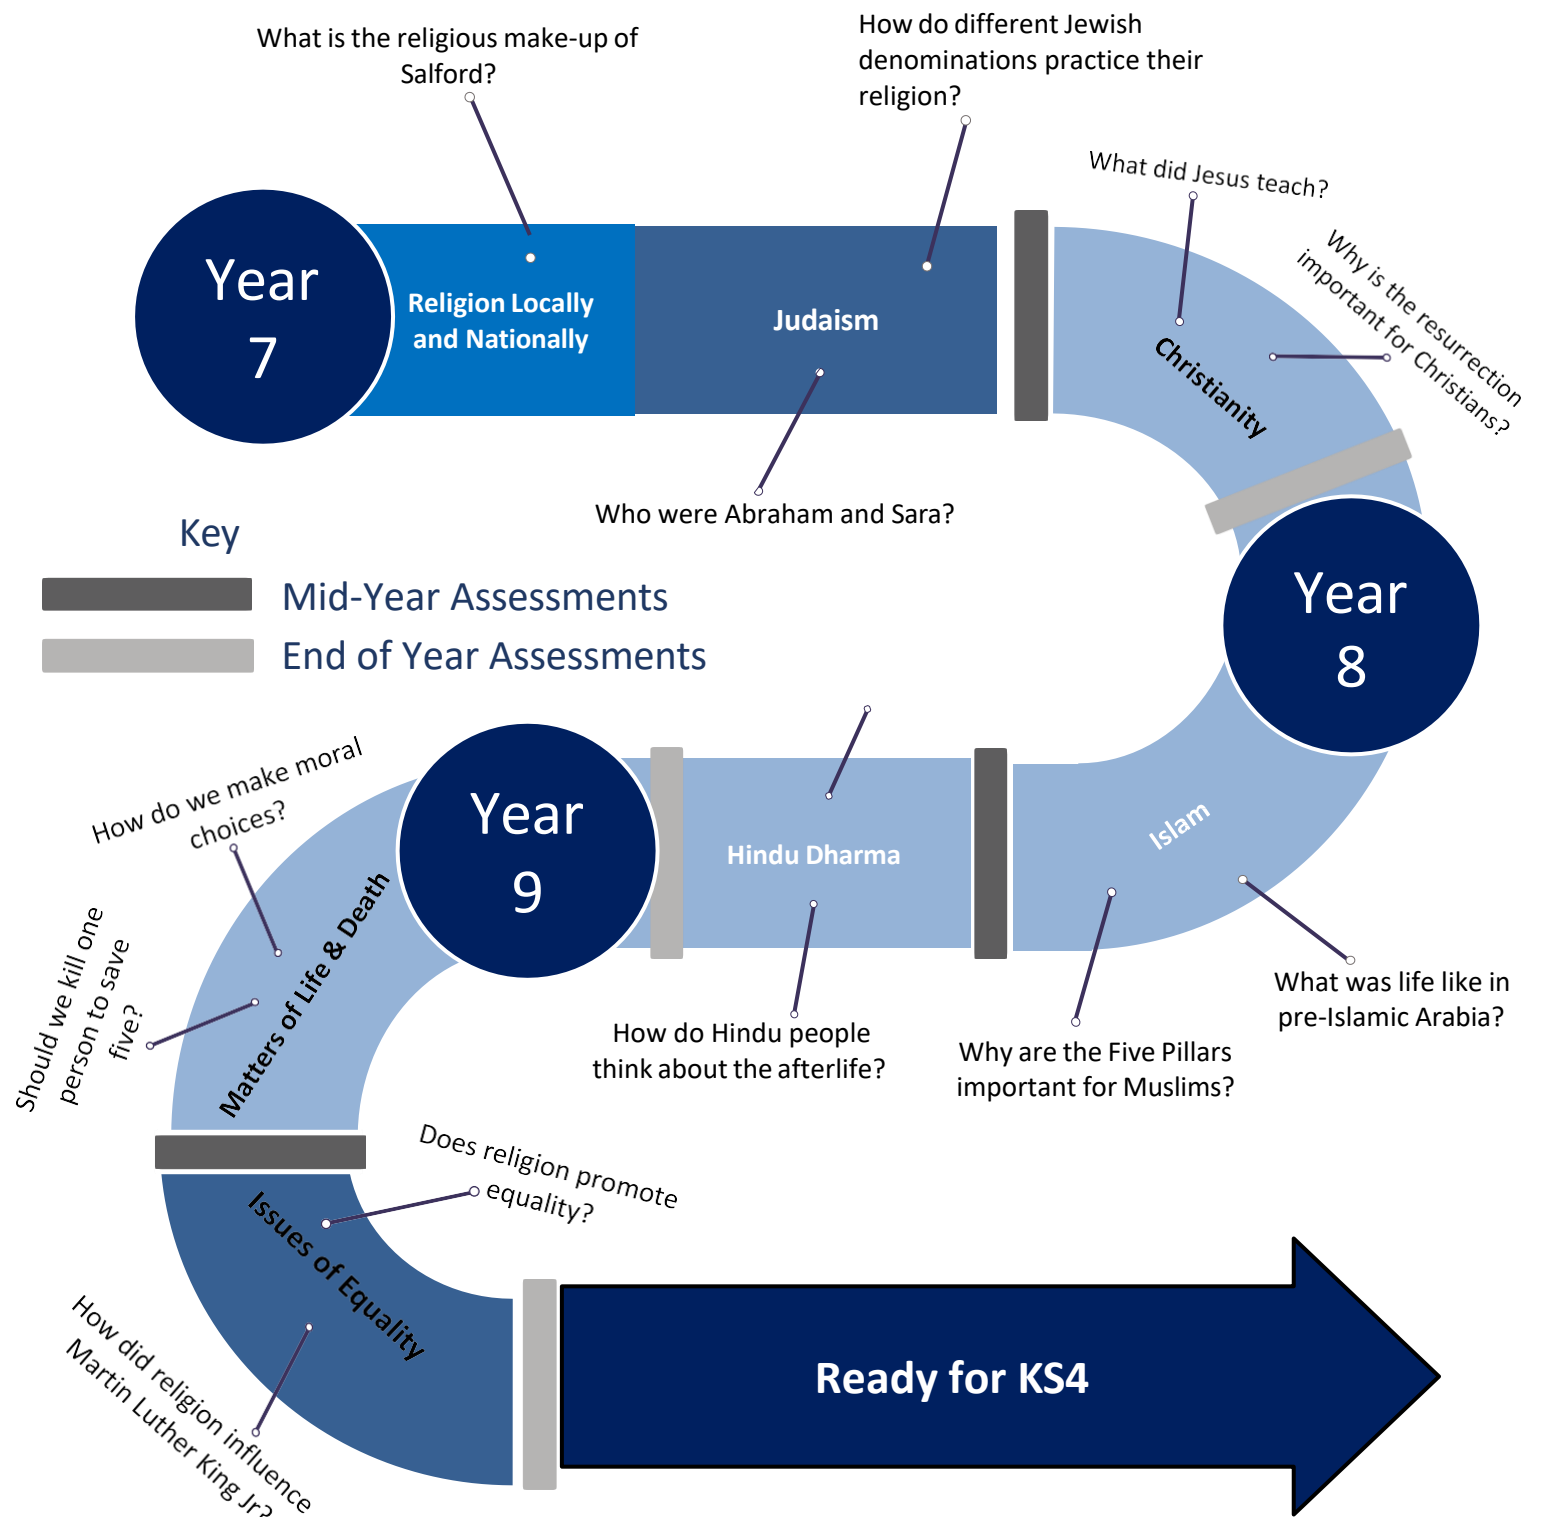 What is the religious make-up of
Salford?
How do different Jewish
denominations practice their
religion?
What did Jesus teach?
Why is the resurrection
important for Christians?
Year
7
Religion Locally
and Nationally
Judaism
Christianity
Who were Abraham and Sara?
Key
Mid-Year Assessments
End of Year Assessments
Year
8
Islam
What was life like in
pre-Islamic Arabia?
Why are the Five Pillars
important for Muslims?
Hindu Dharma
How do Hindu people
think about the afterlife?
Year
9
How do we make moral
choices?
Should we kill one
person to save
five?
Matters of Life & Death
Does religion promote
equality?
Issues of Equality
How did religion influence
Martin Luther King Jr?
Ready for KS4